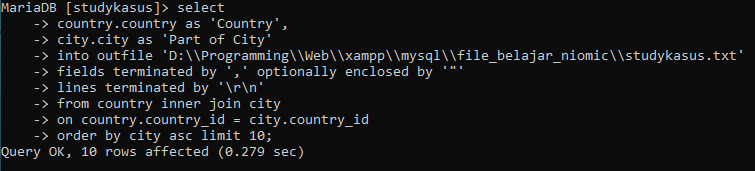 MariaDB [studykasus]> select
    -> country.country as 'Country',
    -> city.city as 'Part of City'
    -> into outfile 'D:\\Programming\\Web\\xampp\\mysql\\file_belajar_niomic\\studykasus.txt'
    -> fields terminated by ',' optionally enclosed by '"'
    -> lines terminated by '\r\n'
    -> from country inner join city
    -> on country.country_id = city.country_id
    -> order by city asc limit 10;
Query OK, 10 rows affected (0.279 sec)